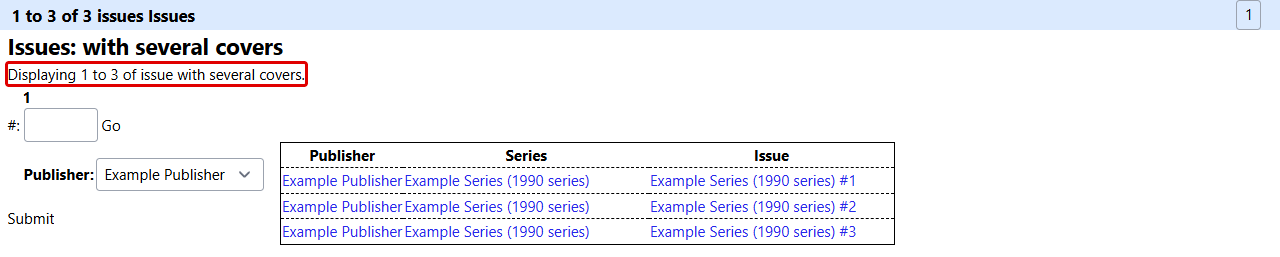 1 to 3 of 3 issues Issues 1
Issues: with several covers
Displaying 1 to 3 of issue with several covers.
1
#: Go
Publisher Series Issue
Publisher: Example Publisher
Example Publisher Example Series (1990 series) Example Series (1990 series) #1
Example Publisher Example Series (1990 series) Example Series (1990 series) #2
Submit
Example Publisher Example Series (1990 series) Example Series (1990 series) #3